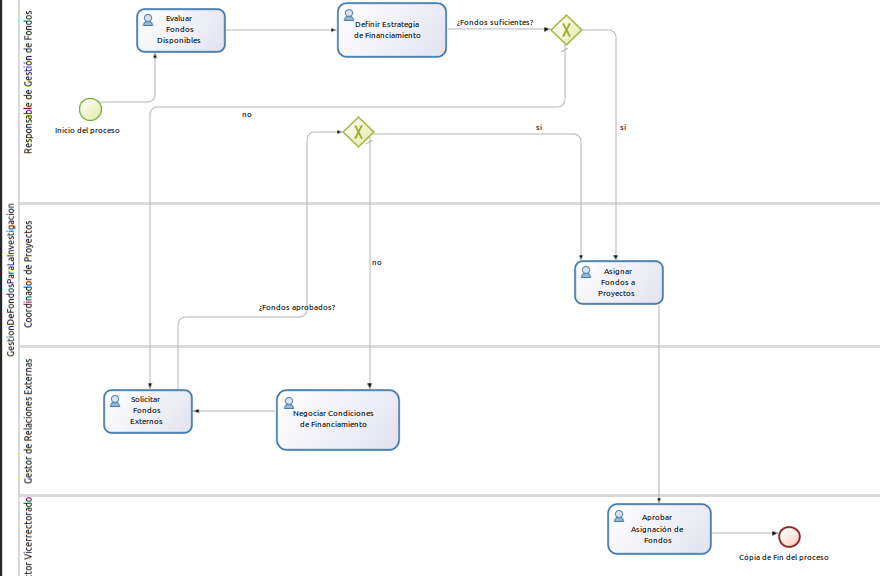 GestionDeFondosParaLaInvestigacion
Responsable de Gestión de Fondos
Evaluar
Fondos
Disponibles
Definir Estrategia
de Financiamiento
¿Fondos suficientes?
Inicio del proceso
no
si
si
Coordinador de Proyectos
no
Asignar
Fondos a
Proyectos
¿Fondos aprobados?
Gestor de Relaciones Externas
Solicitar
Fondos
Externos
Negociar Condiciones
de Financiamiento
tor Vicerrectorado
Aprobar
Asignación de
Fondos
Cópia de Fin del proceso